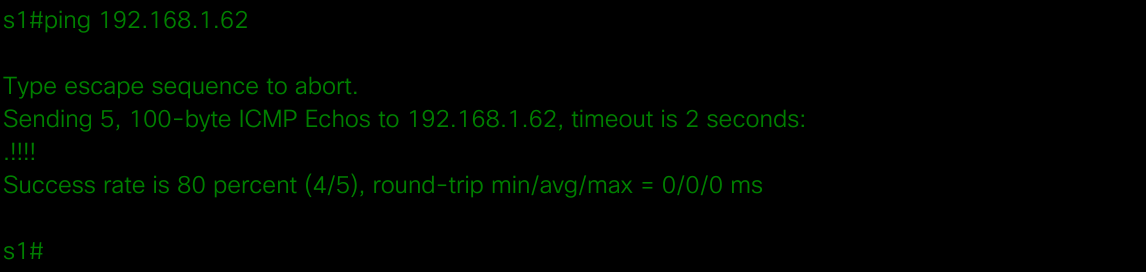 s1#ping 192.168.1.62
Type escape sequence to abort.
Sending 5, 100-byte ICMP Echos to 192.168.1.62, timeout is 2 seconds:
.!!!!
Success rate is 80 percent (4/5), round-trip min/avg/max = 0/0/0 ms
s1#